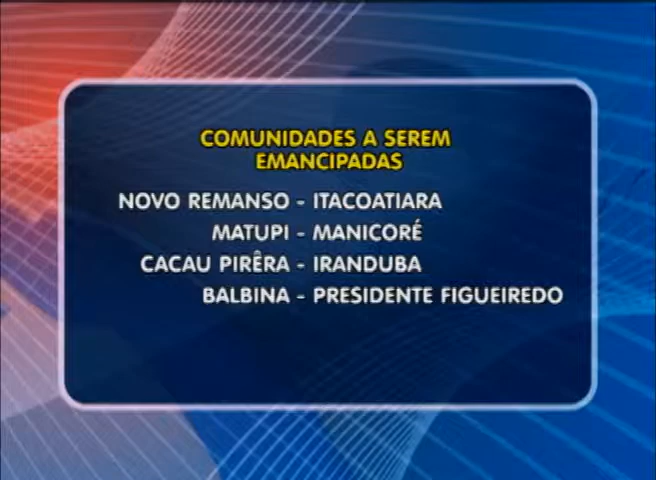 COMUNIDADES A SEREM
EMANCIPADAS
NOVO REMANSO - ITACOATIARA
MATUPI - MANICORÉ
CACAU PIRÊRA - IRANDUBA
BALBINA - PRESIDENTE FIGUEIREDO